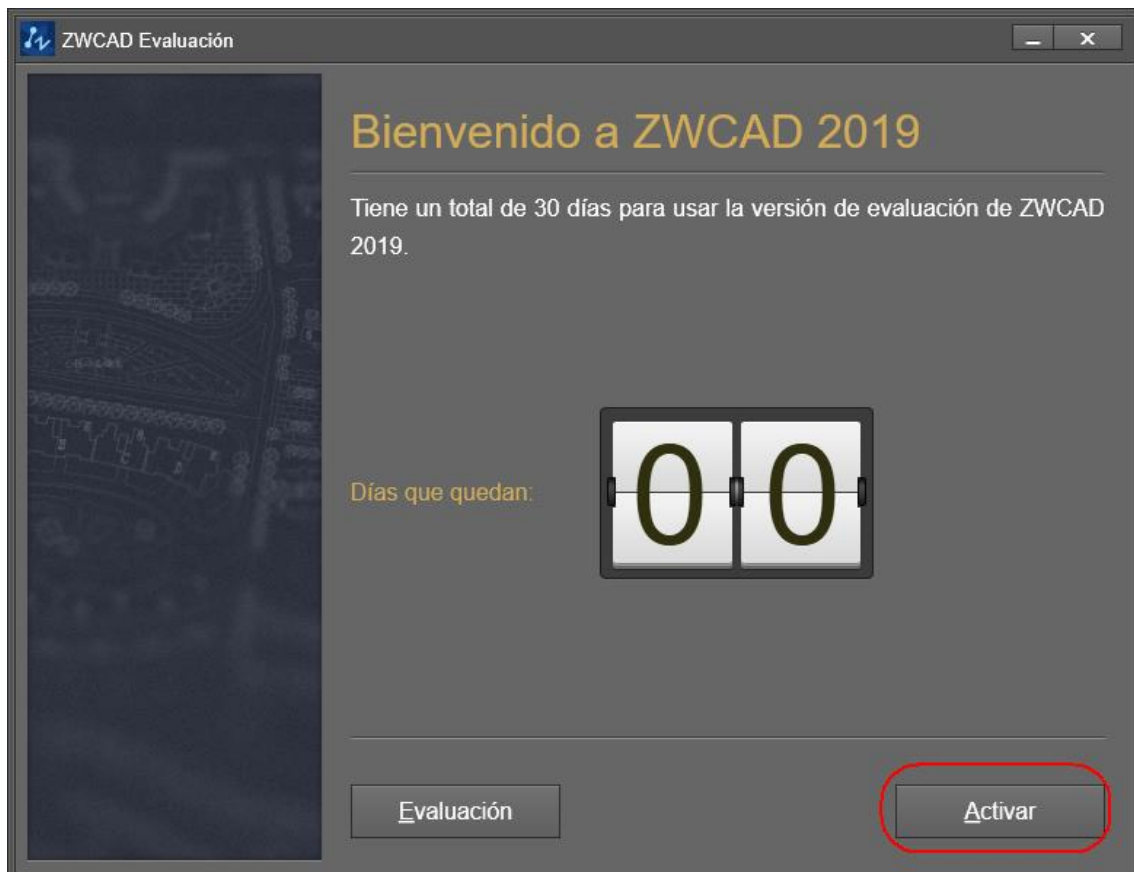 ZWCAD Evaluación
Bienvenido a ZWCAD 2019
Tiene un total de 30 días para usar la versión de evaluación de ZWCAD
2019.
Días que quedan:
00
Evaluación
Activar